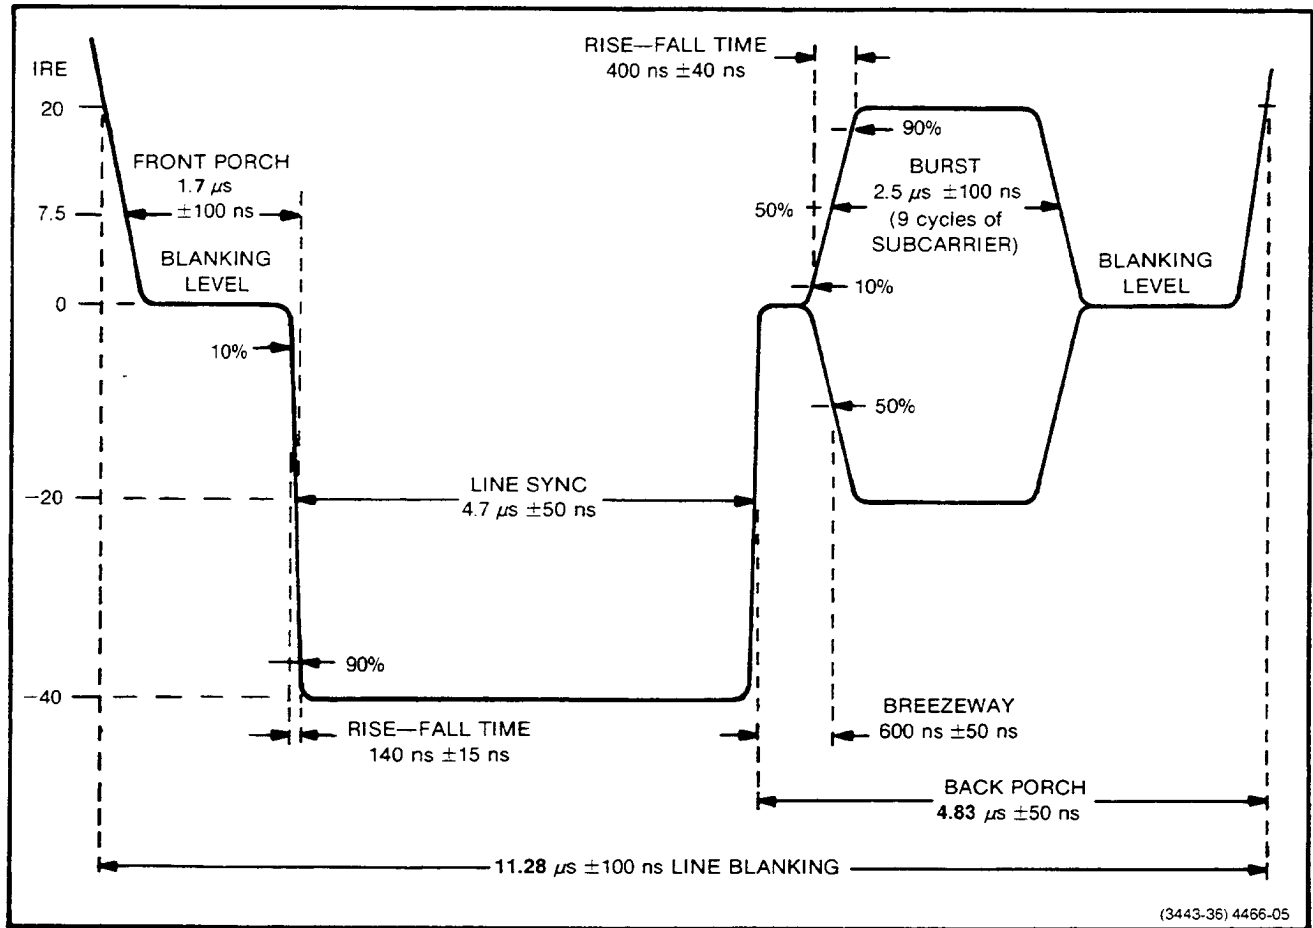 RISE—FALL TIME
400 ns ±40 ns
IRE
20
90%
FRONT PORCH
1.7 µs
±100 ns
BURST
2.5 µs ±100 ns
(9 cycles of
SUBCARRIER)
7.5
50%
BLANKING
LEVEL
BLANKING
LEVEL
10%
0
10%
50%
LINE SYNC
4.7 µs ±50 ns
−20
90%
−40
RISE—FALL TIME
140 ns ±15 ns
BREEZEWAY
600 ns ±50 ns
BACK PORCH
4.83 µs ±50 ns
11.28 µs ±100 ns LINE BLANKING
(3443-36) 4466-05